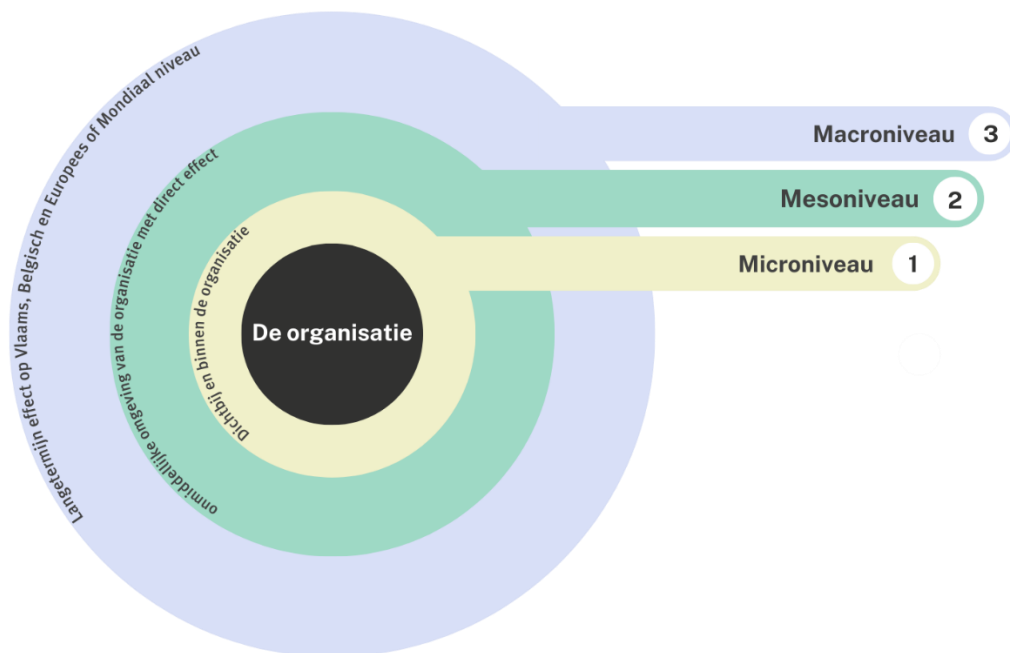 Langetermijn effect op Vlaams, Belgisch en Europees of Mondiaal niveau
onmiddellijke omgeving van de organisatie met direct effect
Dichtbij en binnen de organisatie
De organisatie
Macroniveau 3
Mesoniveau 2
Microniveau 1